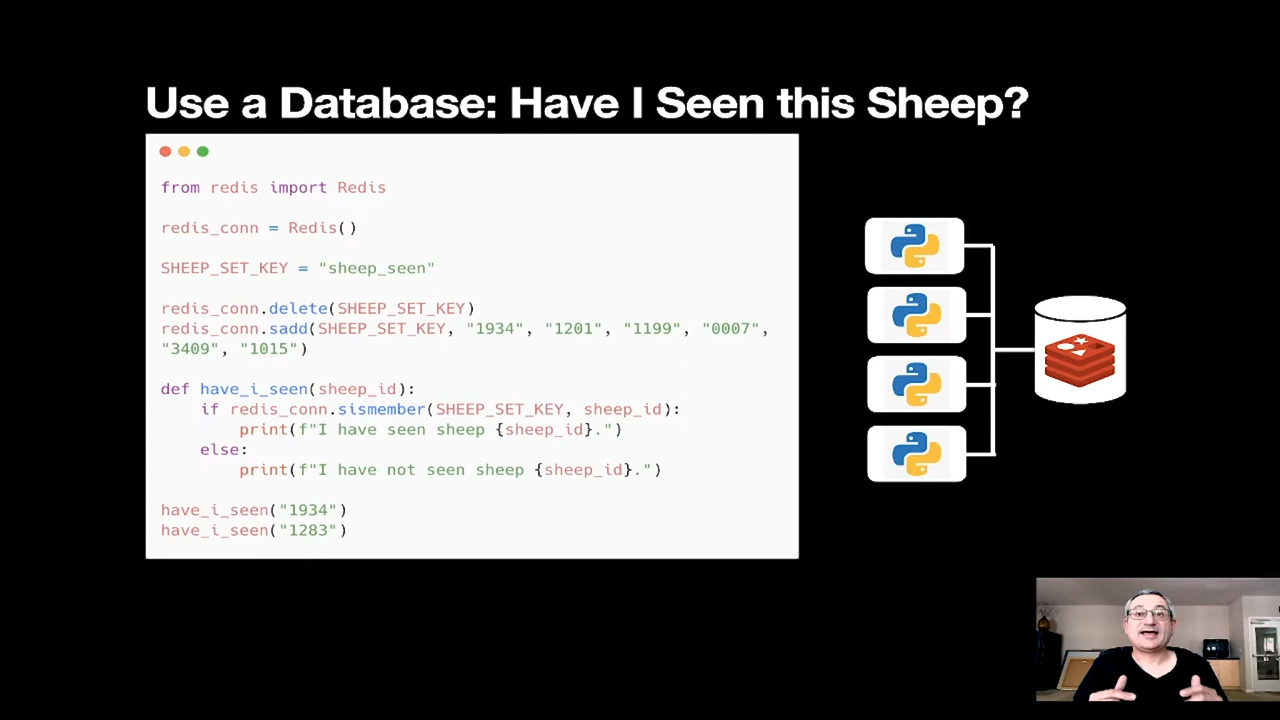 Use a Database: Have I Seen this Sheep?
from redis import Redis
redis_conn = Redis()
SHEEP_SET_KEY = "sheep_seen"
redis_conn.delete(SHEEP_SET_KEY)
redis_conn.sadd(SHEEP_SET_KEY, "1934", "1201", "1199", "0007",
"3409", "1015")
def have_i_seen(sheep_id):
    if redis_conn.sismember(SHEEP_SET_KEY, sheep_id):
        print(f"I have seen sheep {sheep_id}.")
    else:
        print(f"I have not seen sheep {sheep_id}.")
have_i_seen("1934")
have_i_seen("1283")